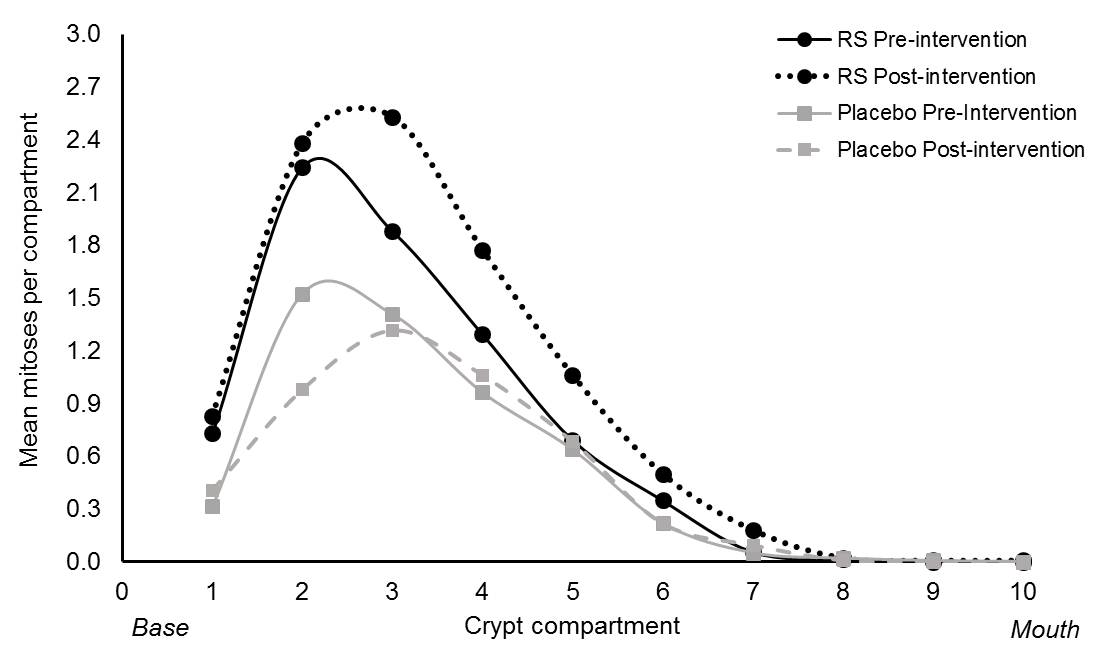 3.0
2.7
2.4
2.1
1.8
1.5
1.2
0.9
0.6
0.3
0.0
Mean mitoses per compartment
RS Pre-intervention
RS Post-intervention
Placebo Pre-Intervention
Placebo Post-intervention
0 1 2 3 4 5 6 7 8 9 10
Base Crypt compartment Mouth